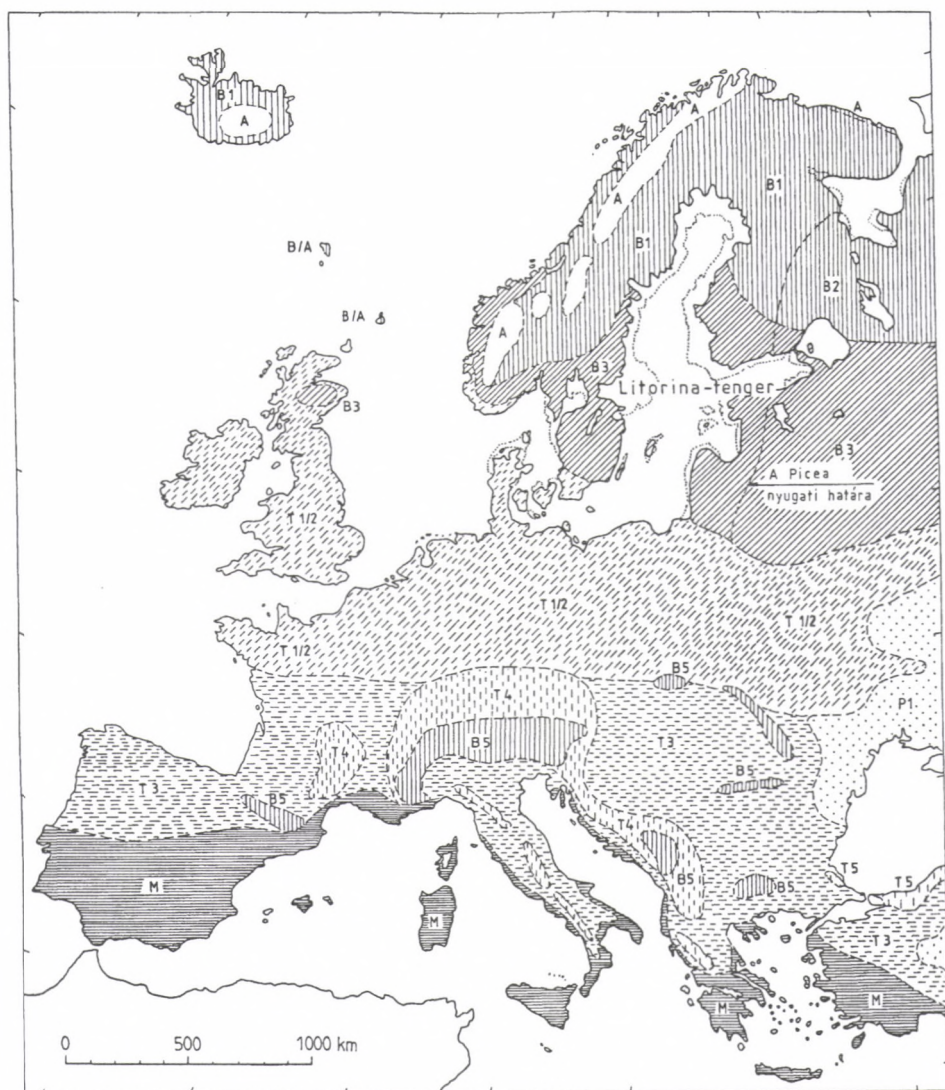 B1
A
A
A
A
B1
B/A
B1
B2
B/A
A
B3
Litorina-tenger
B3
B3
A Picea
nyugati határa
T 1/2
T 1/2
T 1/2
T 1/2
B5
T4
P1
T4
B5
T3
B5
T3
B5
T4
B5
B5
T5
T5
M
M
T3
M
M
0 500 1000 km